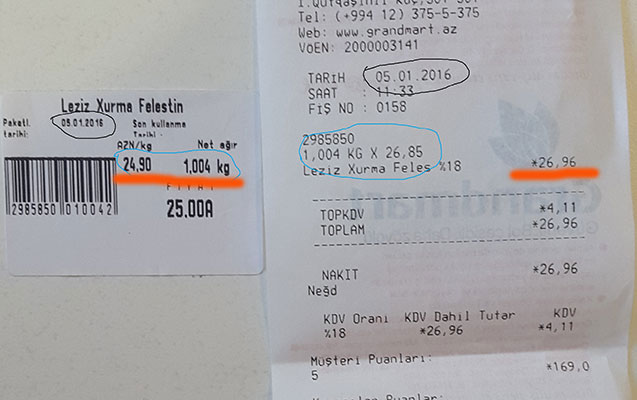 Leziz Xurma Felestin
Paketl. 05.01.2016 Son kullanma
tarihi: Tarihi.
AZN/kg Net ağır
24,90 1,004 kg
25.00A
2985850 010042
Tel: (+994 12) 375-5-375
Web: www.grandmart.az
VOEN: 2000003141
TARIH : 05.01.2016
SAAT : 11:33
FİŞ NO : 0158
2985850
1,004 KG X 26,85
Leziz Xurma Feles %18 *26,96
TOPKDV *4,11
TOPLAM *26,96
NAKIT *26,96
Neğd
KDV Oranı KDV Dahil Tutar KDV
%18 *26,96 *4,11
Müşteri Puanları:
5 *169,0
Grandmart